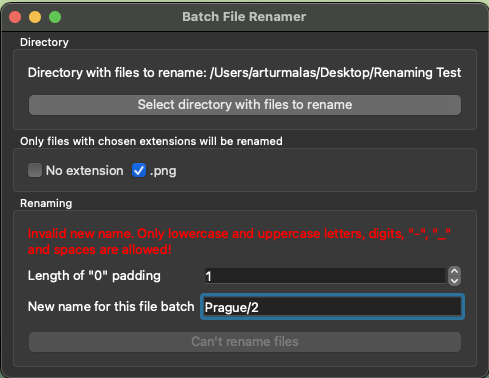 Batch File Renamer
Directory
Directory with files to rename: /Users/arturmalas/Desktop/Renaming Test
Select directory with files to rename
Only files with chosen extensions will be renamed
No extension .png
Renaming
Invalid new name. Only lowercase and uppercase letters, digits, "-", "_"
and spaces are allowed!
Length of "0" padding 1
New name for this file batch Prague/2
Can't rename files